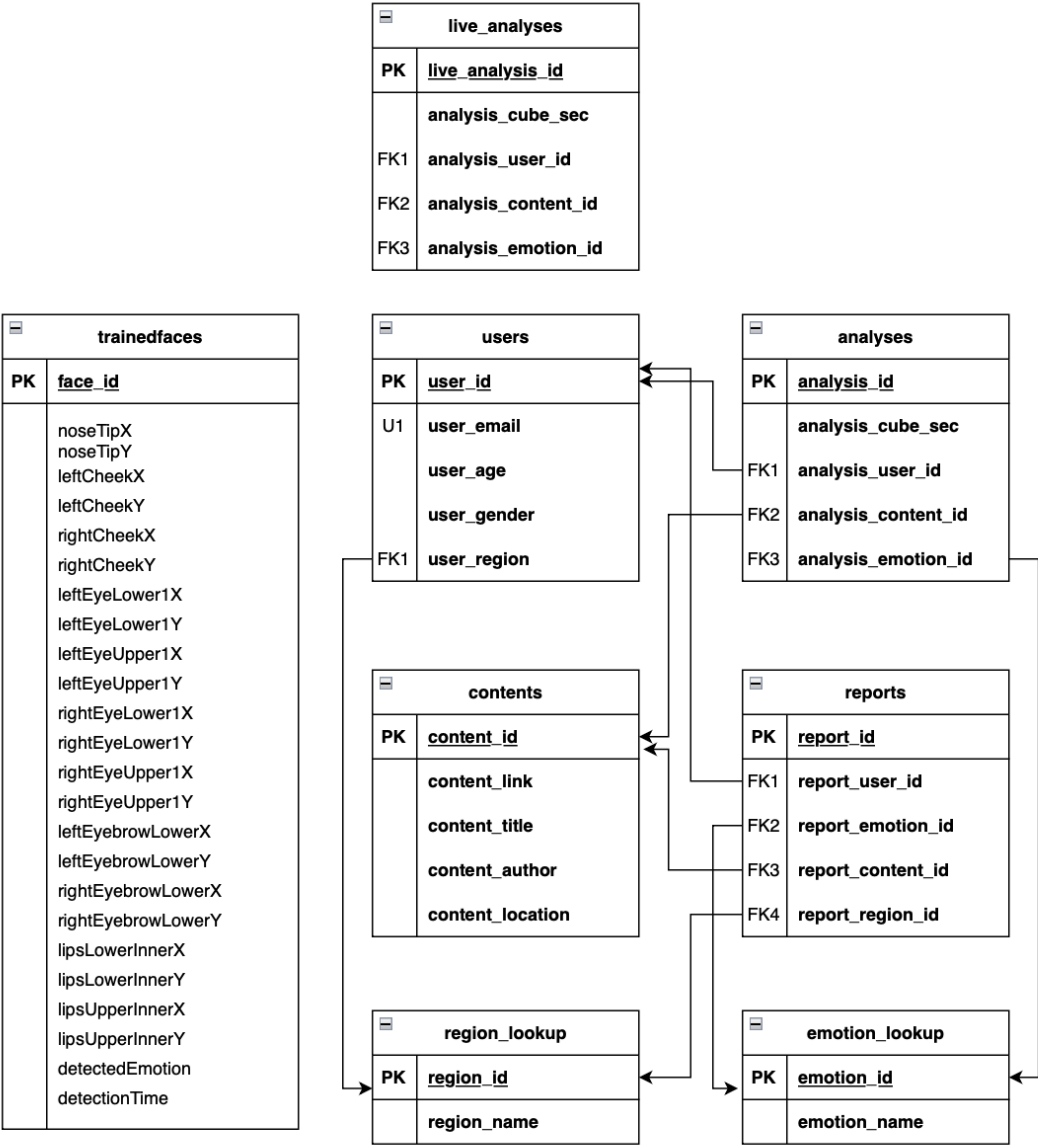 live_analyses
PK live_analysis_id
analysis_cube_sec
FK1 analysis_user_id
FK2 analysis_content_id
FK3 analysis_emotion_id
trainedfaces
PK face_id
noseTipX
noseTipY
leftCheekX
leftCheekY
rightCheekX
rightCheekY
leftEyeLower1X
leftEyeLower1Y
leftEyeUpper1X
leftEyeUpper1Y
rightEyeLower1X
rightEyeLower1Y
rightEyeUpper1X
rightEyeUpper1Y
leftEyebrowLowerX
leftEyebrowLowerY
rightEyebrowLowerX
rightEyebrowLowerY
lipsLowerInnerX
lipsLowerInnerY
lipsUpperInnerX
lipsUpperInnerY
detectedEmotion
detectionTime
users
PK user_id
U1 user_email
user_age
user_gender
FK1 user_region
analyses
PK analysis_id
analysis_cube_sec
FK1 analysis_user_id
FK2 analysis_content_id
FK3 analysis_emotion_id
contents
PK content_id
content_link
content_title
content_author
content_location
reports
PK report_id
FK1 report_user_id
FK2 report_emotion_id
FK3 report_content_id
FK4 report_region_id
region_lookup
PK region_id
region_name
emotion_lookup
PK emotion_id
emotion_name